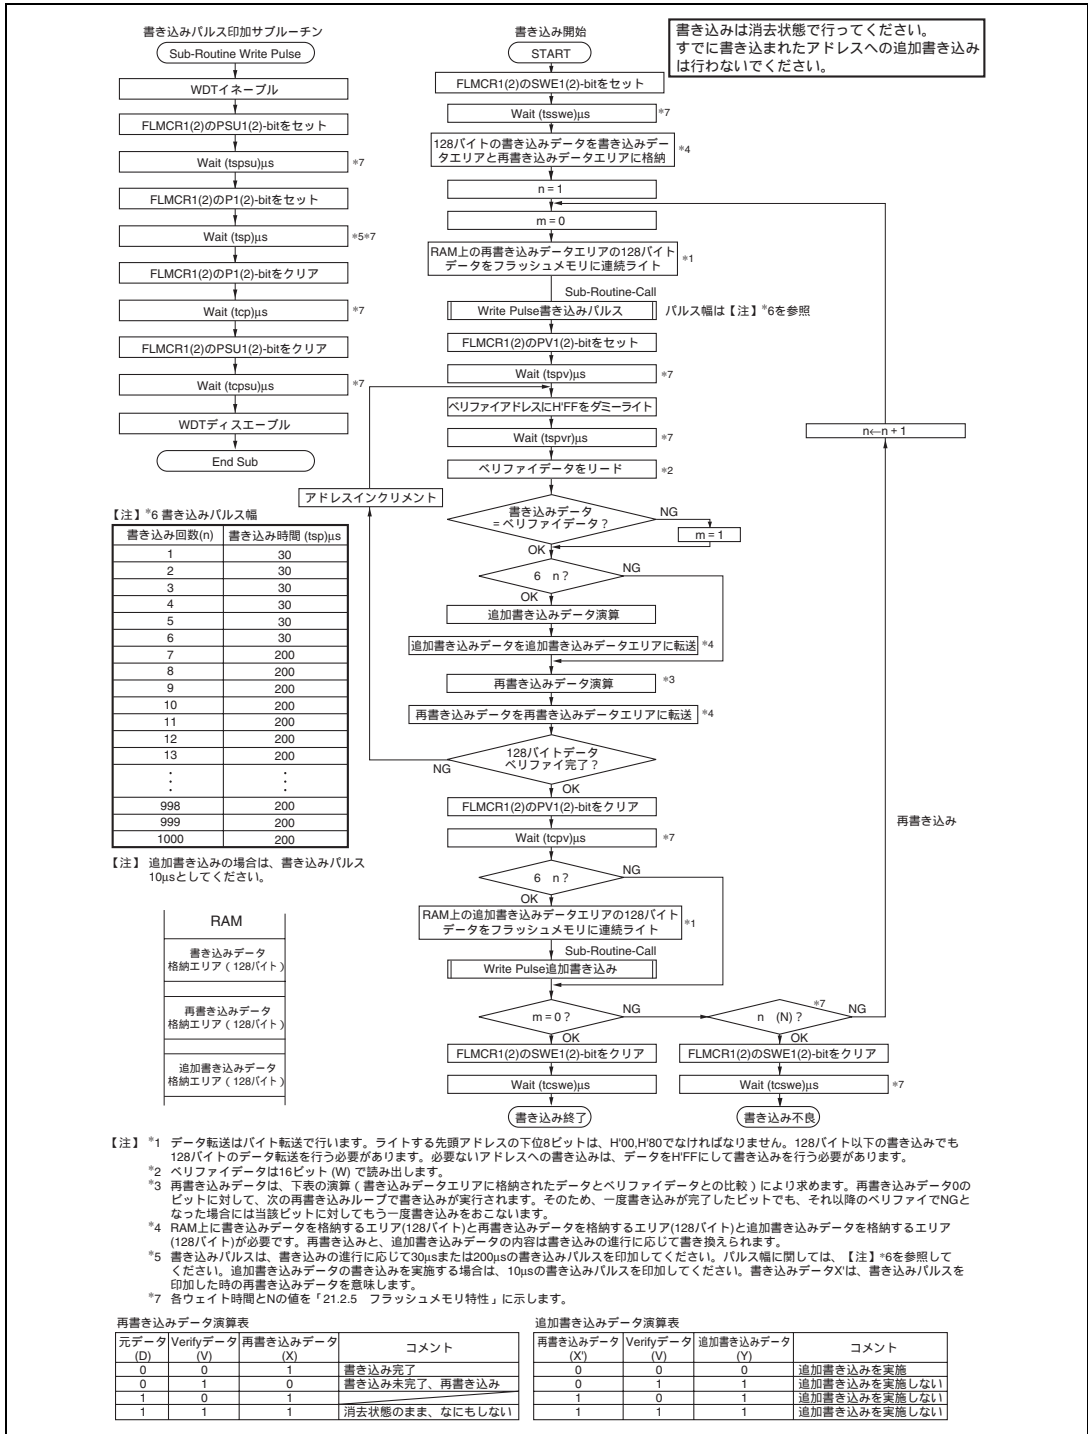 書き込みパルス印加サブルーチン
Sub-Routine Write Pulse
WDTイネーブル
FLMCR1(2)のPSU1(2)-bitをセット
Wait (tspsu)μs
*7
FLMCR1(2)のP1(2)-bitをセット
Wait (tsp)μs
*5*7
FLMCR1(2)のP1(2)-bitをクリア
Wait (tcp)μs
*7
FLMCR1(2)のPSU1(2)-bitをクリア
Wait (tcpsu)μs
*7
WDTディスエーブル
End Sub
【注】*6 書き込みパルス幅
書き込み回数(n) 書き込み時間 (tsp)μs
1 30
2 30
3 30
4 30
5 30
6 30
7 200
8 200
9 200
10 200
11 200
12 200
13 200
998 200
999 200
1000 200
【注】 追加書き込みの場合は、書き込みパルス
10μsとしてください。
RAM
書き込みデータ
格納エリア ( 128バイト )
再書き込みデータ
格納エリア ( 128バイト )
追加書き込みデータ
格納エリア ( 128バイト )
書き込み開始
START
書き込みは消去状態で行ってください。
すでに書き込まれたアドレスへの追加書き込み
は行わないでください。
FLMCR1(2)のSWE1(2)-bitをセット
Wait (tsswe)μs
*7
128バイトの書き込みデータを書き込みデー
タエリアと再書き込みデータエリアに格納
*4
n = 1
m = 0
RAM上の再書き込みデータエリアの128バイト
データをフラッシュメモリに連続ライト
*1
Sub-Routine-Call
Write Pulse書き込みパルス
パルス幅は【注】*6を参照
FLMCR1(2)のPV1(2)-bitをセット
Wait (tspv)μs
*7
ベリファイアドレスにH'FFをダミーライト
Wait (tspvr)μs
*7
ベリファイデータをリード
*2
アドレスインクリメント
n←n + 1
書き込みデータ
= ベリファイデータ ?
NG
m = 1
OK
6 n ?
NG
OK
追加書き込みデータ演算
追加書き込みデータを追加書き込みデータエリアに転送
*4
再書き込みデータ演算
*3
再書き込みデータを再書き込みデータエリアに転送
*4
128バイトデータ
ベリファイ完了 ?
NG
OK
FLMCR1(2)のPV1(2)-bitをクリア
Wait (tcpv)μs
*7
再書き込み
6 n ?
NG
OK
RAM上の追加書き込みデータエリアの128バイト
データをフラッシュメモリに連続ライト
*1
Sub-Routine-Call
Write Pulse追加書き込み
m = 0 ?
NG
n (N) ?
*7
NG
OK
OK
FLMCR1(2)のSWE1(2)-bitをクリア
FLMCR1(2)のSWE1(2)-bitをクリア
Wait (tcswe)μs
Wait (tcswe)μs
*7
書き込み終了
書き込み不良
【注】 *1 データ転送はバイト転送で行います。ライトする先頭アドレスの下位8ビットは、H'00,H'80でなければなりません。128バイト以下の書き込みでも
128バイトのデータ転送を行う必要があります。必要ないアドレスへの書き込みは、データをH'FFにして書き込みを行う必要があります。
*2 ベリファイデータは16ビット (W) で読み出します。
*3 再書き込みデータは、下表の演算 ( 書き込みデータエリアに格納されたデータとベリファイデータとの比較 ) により求めます。再書き込みデータ0の
ビットに対して、次の再書き込みループで書き込みが実行されます。そのため、一度書き込みが完了したビットでも、それ以降のベリファイでNGと
なった場合には当該ビットに対してもう一度書き込みをおこないます。
*4 RAM上に書き込みデータを格納するエリア(128バイト)と再書き込みデータを格納するエリア(128バイト)と追加書き込みデータを格納するエリア
(128バイト)が必要です。再書き込みと、追加書き込みデータの内容は書き込みの進行に応じて書き換えられます。
*5 書き込みパルスは、書き込みの進行に応じて30μsまたは200μsの書き込みパルスを印加してください。パルス幅に関しては、【注】*6を参照して
ください。追加書き込みデータの書き込みを実施する場合は、10μsの書き込みパルスを印加してください。書き込みデータX'は、書き込みパルスを
印加した時の再書き込みデータを意味します。
*7 各ウェイト時間とNの値を「21.2.5 フラッシュメモリ特性」に示します。
再書き込みデータ演算表
元データ (D) Verifyデータ (V) 再書き込みデータ (X) コメント
0 0 1 書き込み完了
0 1 0 書き込み未完了、再書き込み
1 0 1
1 1 1 消去状態のまま、なにもしない
追加書き込みデータ演算表
再書き込みデータ (X') Verifyデータ (V) 追加書き込みデータ (Y) コメント
0 0 0 追加書き込みを実施
0 1 1 追加書き込みを実施しない
1 0 1 追加書き込みを実施しない
1 1 1 追加書き込みを実施しない